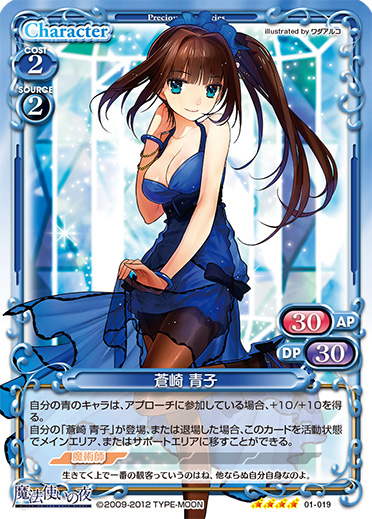 Precious Memories
Character
illustrated by ワダアルコ
COST
2
SOURCE
2
30 AP
DP 30
蒼崎 青子
自分の青のキャラは、アプローチに参加している場合、+10/+10を得
る。
自分の「蒼崎 青子」が登場、または退場した場合、このカードを活動状態
でメインエリア、またはサポートエリアに移すことができる。
魔術師
生きてく上で一番の観客っていうのはね、他ならぬ自分自身なのよ。
魔法使いの夜
©2009-2012 TYPE-MOON
01-019